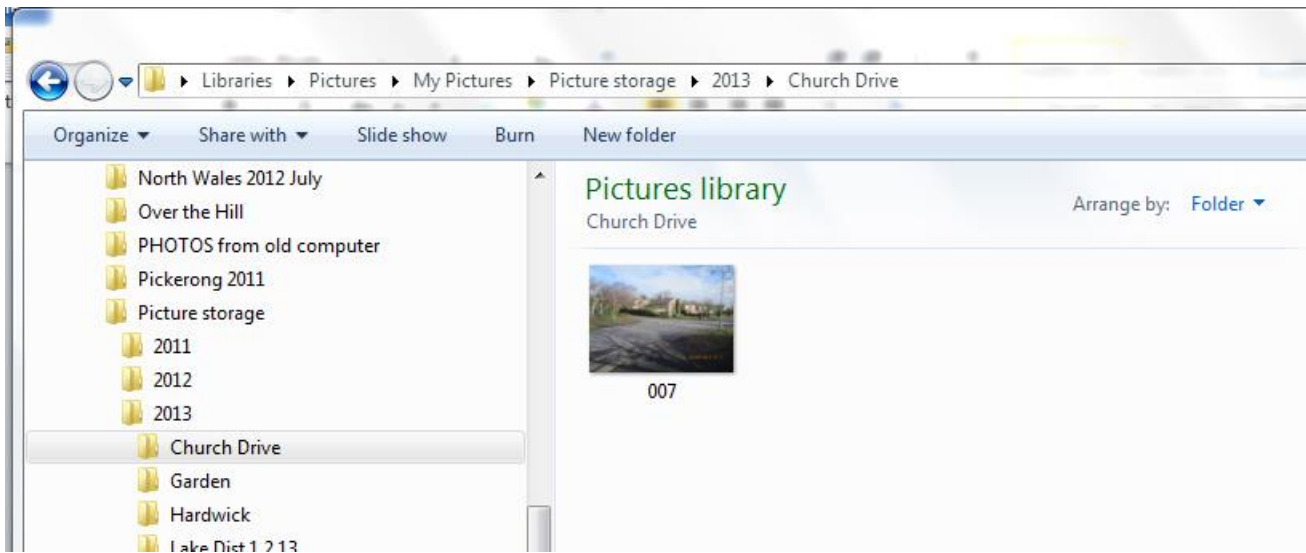 Libraries Pictures My Pictures Picture storage 2013 Church Drive
Organize Share with Slide show Burn New folder
North Wales 2012 July
Over the Hill
PHOTOS from old computer
Pickerong 2011
Picture storage
2011
2012
2013
Church Drive
Garden
Hardwick
Lake Dist 1 2 13
Pictures library
Church Drive
Arrange by: Folder
007